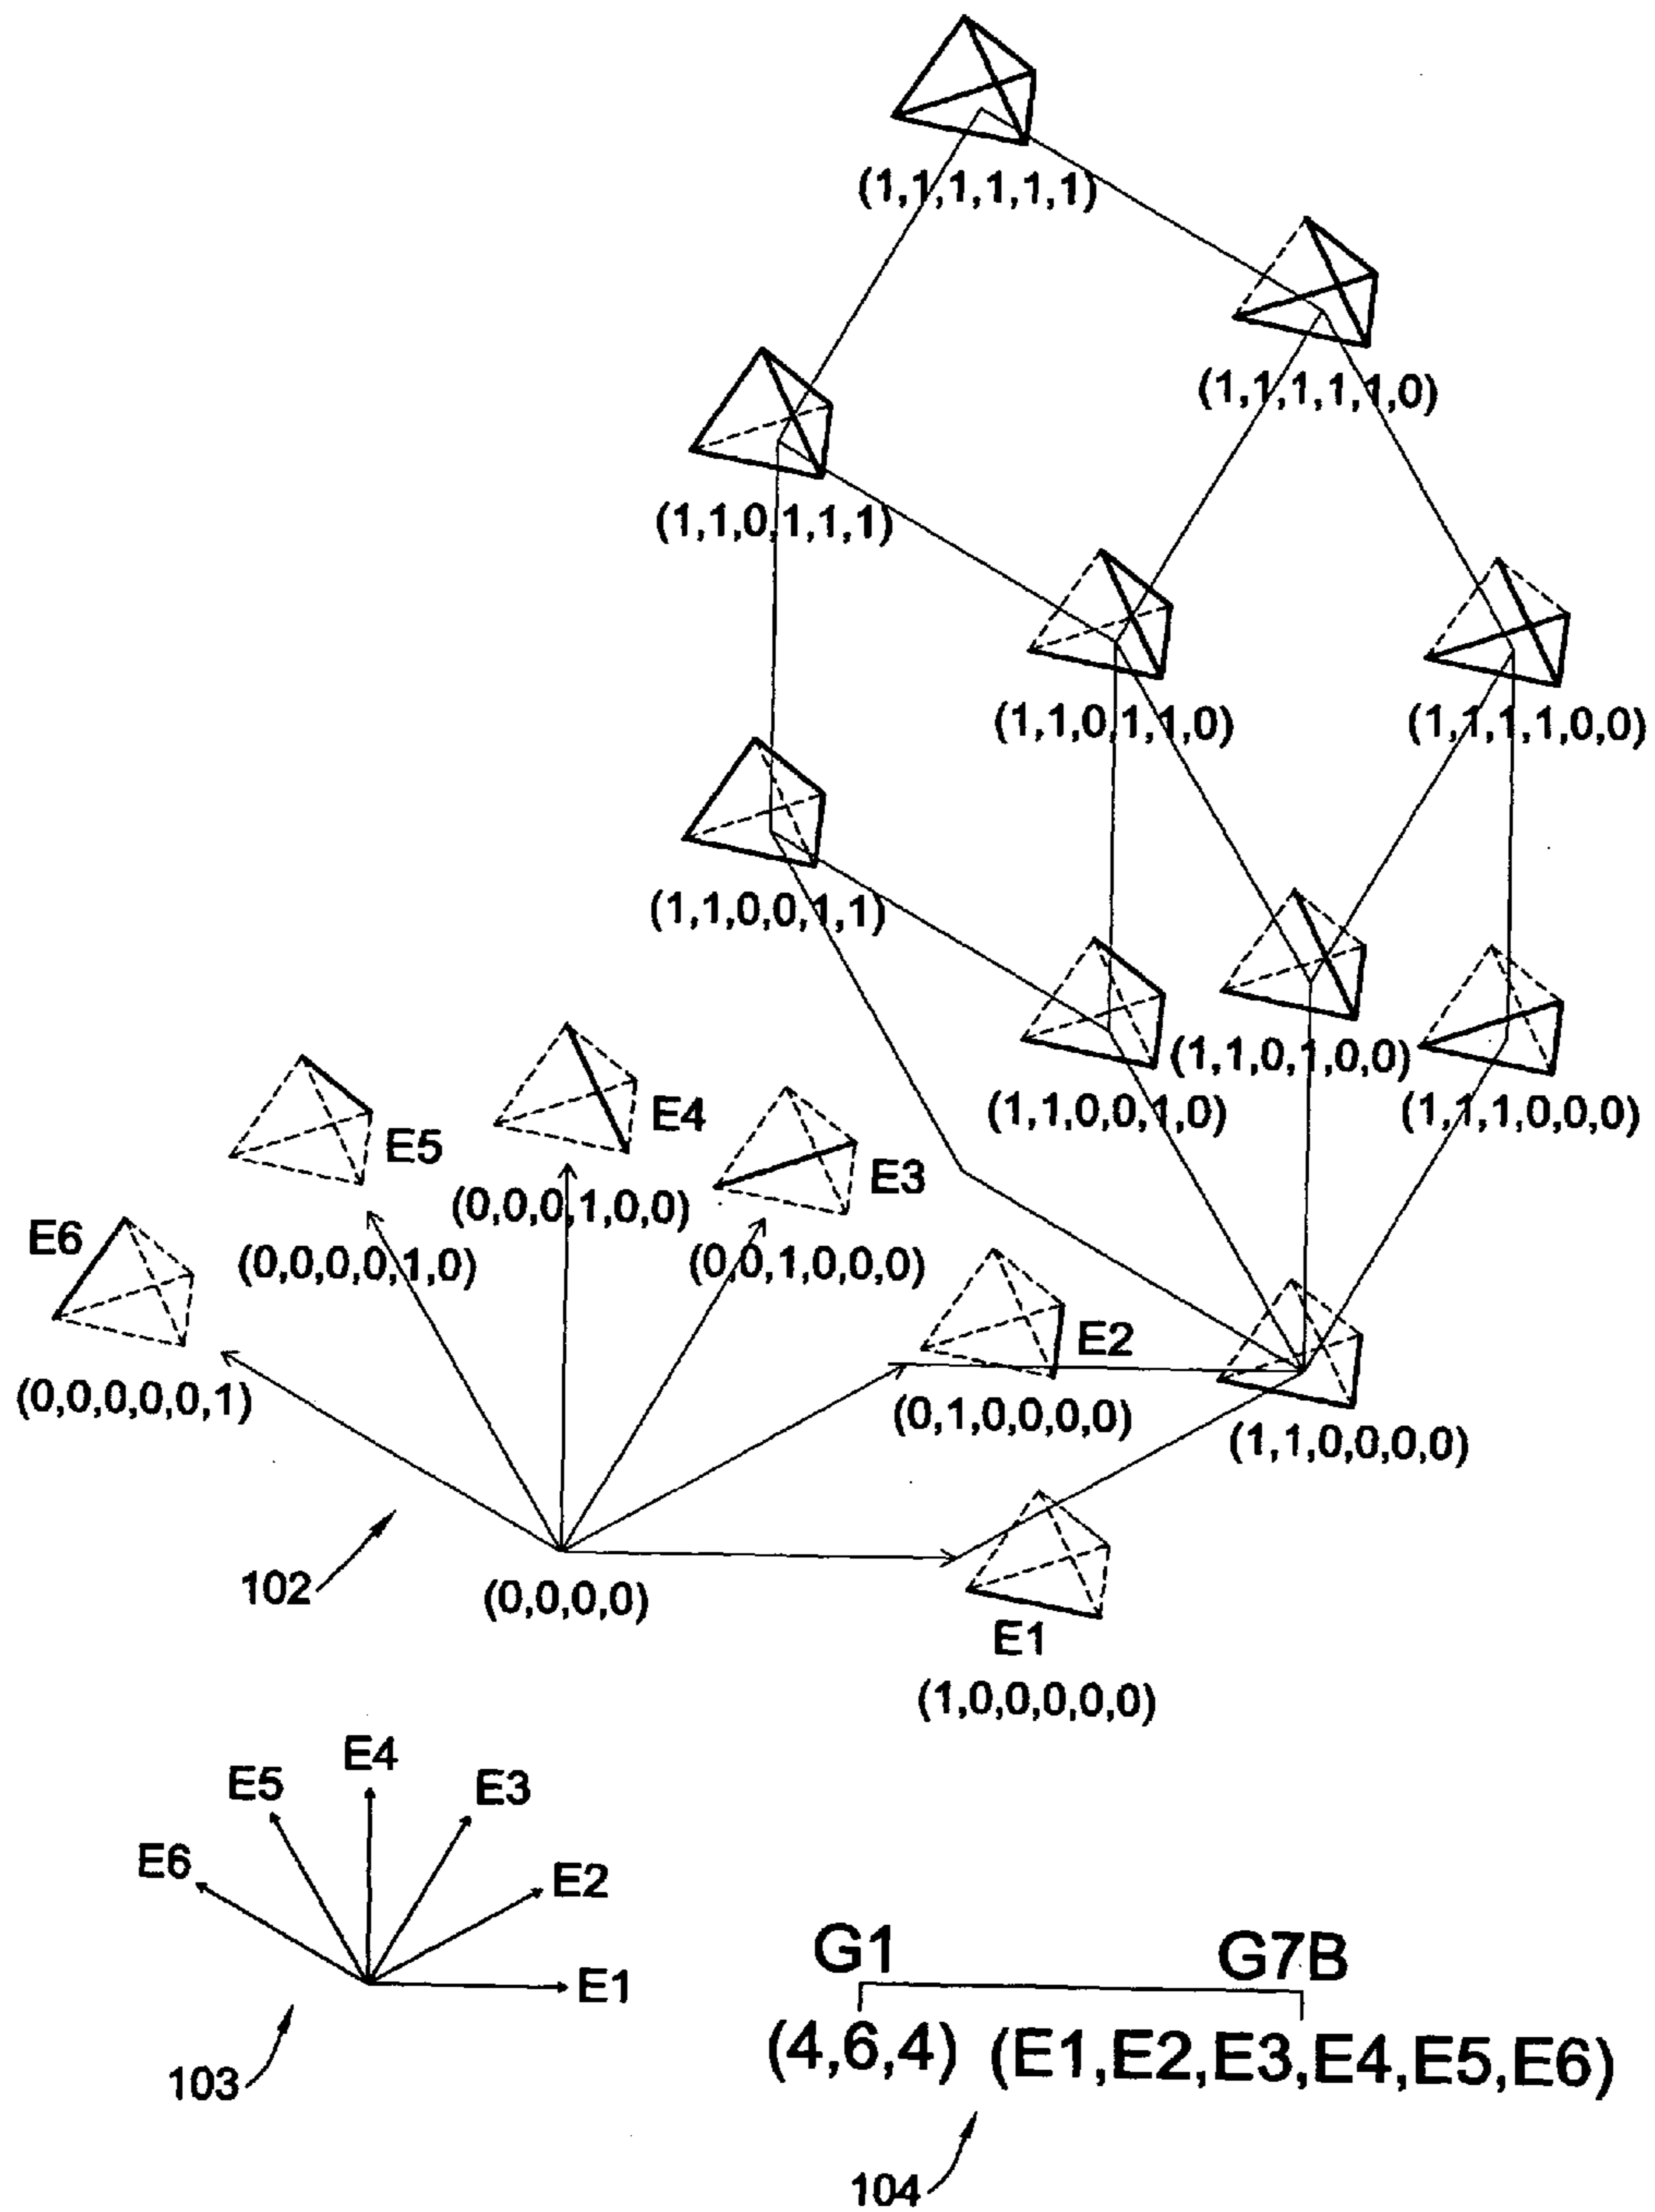 (1,1,1,1,1,1)
(1,1,1,1,1,0)
(1,1,0,1,1,1)
(1,1,0,1,1,0)
(1,1,1,1,0,0)
(1,1,0,0,1,1)
(1,1,0,1,0,0)
(1,1,0,0,1,0)
(1,1,1,0,0,0)
E5
E4
E3
(0,0,0,1,0,0)
E6
(0,0,0,0,1,0)
(0,0,1,0,0,0)
E2
(0,0,0,0,0,1)
(0,1,0,0,0,0)
(1,1,0,0,0,0)
102
(0,0,0,0)
E1
(1,0,0,0,0,0)
E4
E5
E3
E6
E2
E1
103
G1
G7B
(4,6,4) (E1,E2,E3,E4,E5,E6)
104